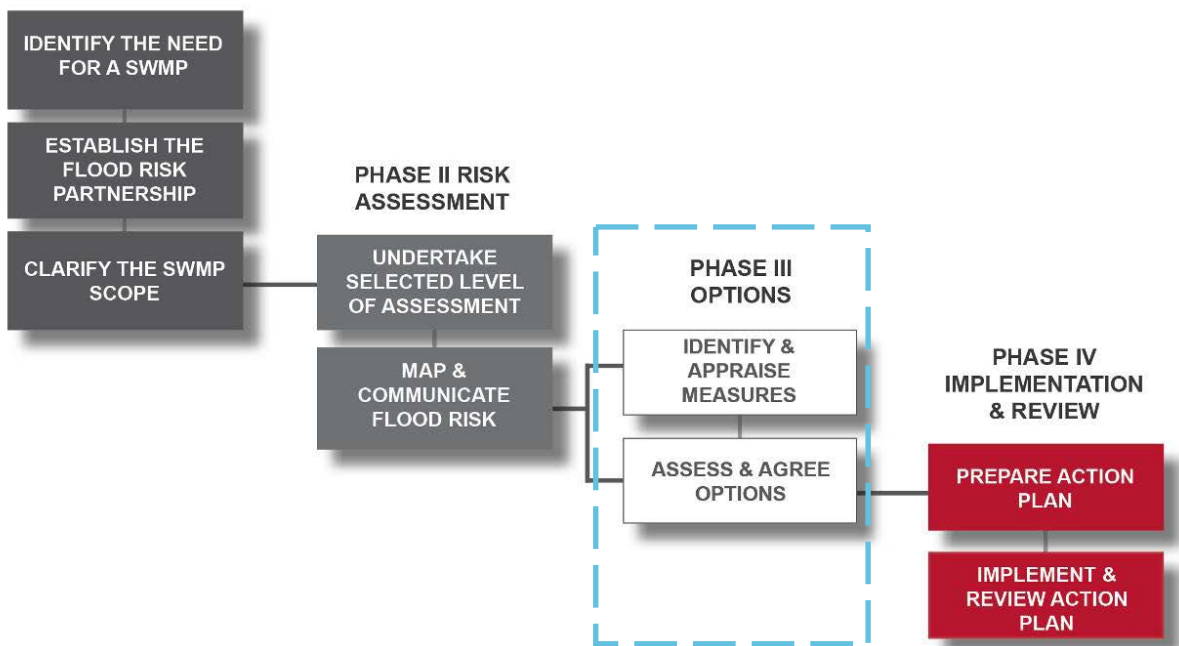 IDENTIFY THE NEED
FOR A SWMP
ESTABLISH THE
FLOOD RISK
PARTNERSHIP
CLARIFY THE SWMP
SCOPE
PHASE II RISK
ASSESSMENT
UNDERTAKE
SELECTED LEVEL
OF ASSESSMENT
MAP &
COMMUNICATE
FLOOD RISK
PHASE III
OPTIONS
IDENTIFY &
APPRAISE
MEASURES
ASSESS & AGREE
OPTIONS
PHASE IV
IMPLEMENTATION
& REVIEW
PREPARE ACTION
PLAN
IMPLEMENT &
REVIEW ACTION
PLAN